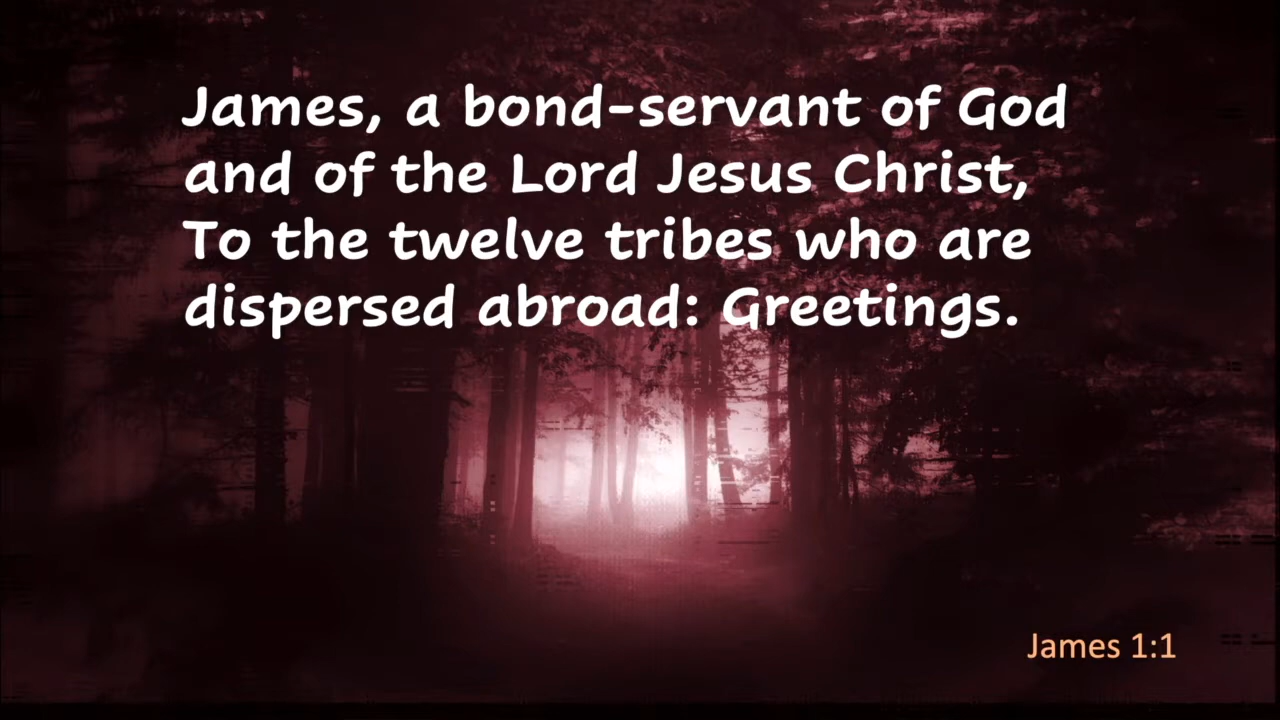 James, a bond-servant of God
and of the Lord Jesus Christ,
To the twelve tribes who are
dispersed abroad: Greetings.
James 1:1